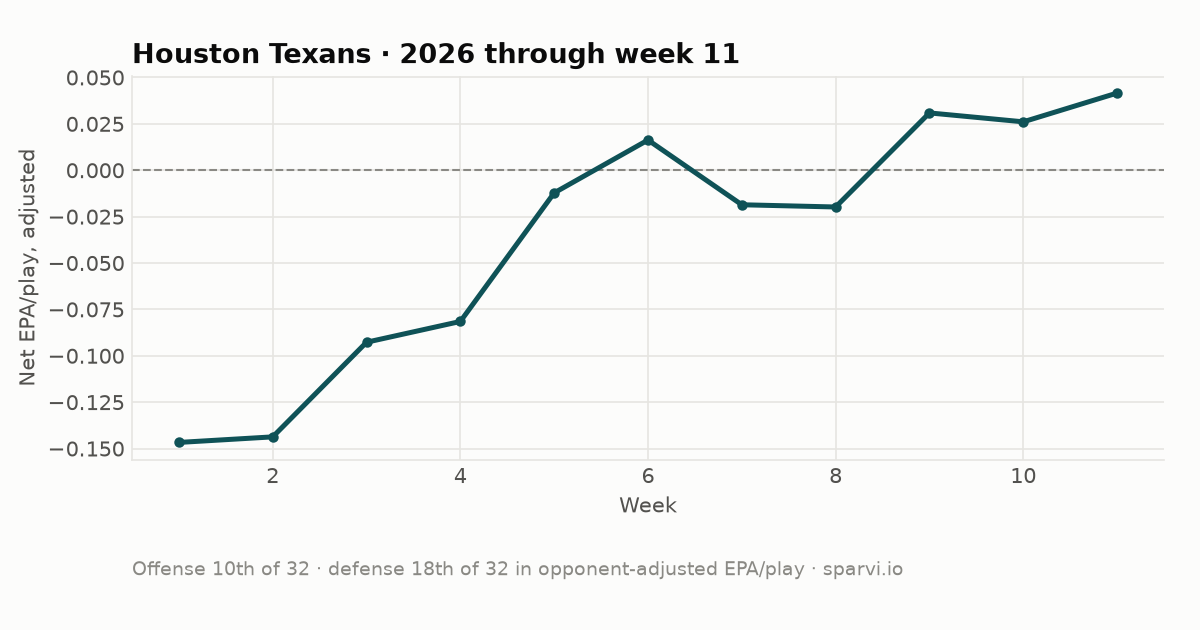 Houston Texans · 2026 through week 11
0.050
0.025
0.000
−0.025
−0.050
−0.075
−0.100
−0.125
−0.150
Net EPA/play, adjusted
2 4 6 8 10
Week
Offense 10th of 32 · defense 18th of 32 in opponent-adjusted EPA/play · sparvi.io